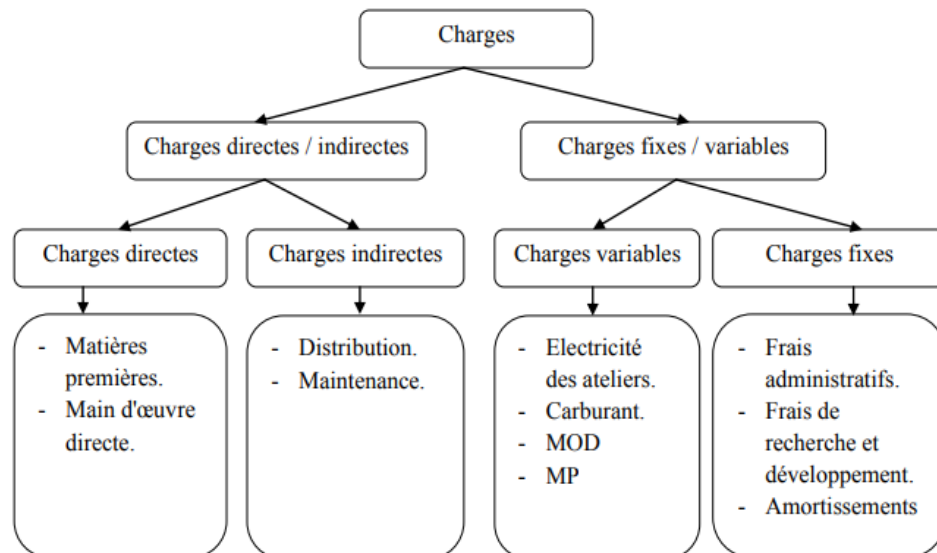 Charges
Charges directes / indirectes
Charges fixes / variables
Charges directes
Charges indirectes
Charges variables
Charges fixes
- Matières
premières.
- Main d'œuvre
directe.
- Distribution.
- Maintenance.
- Electricité
des ateliers.
- Carburant.
- MOD
- MP
- Frais
administratifs.
- Frais de
recherche et
développement.
- Amortissements